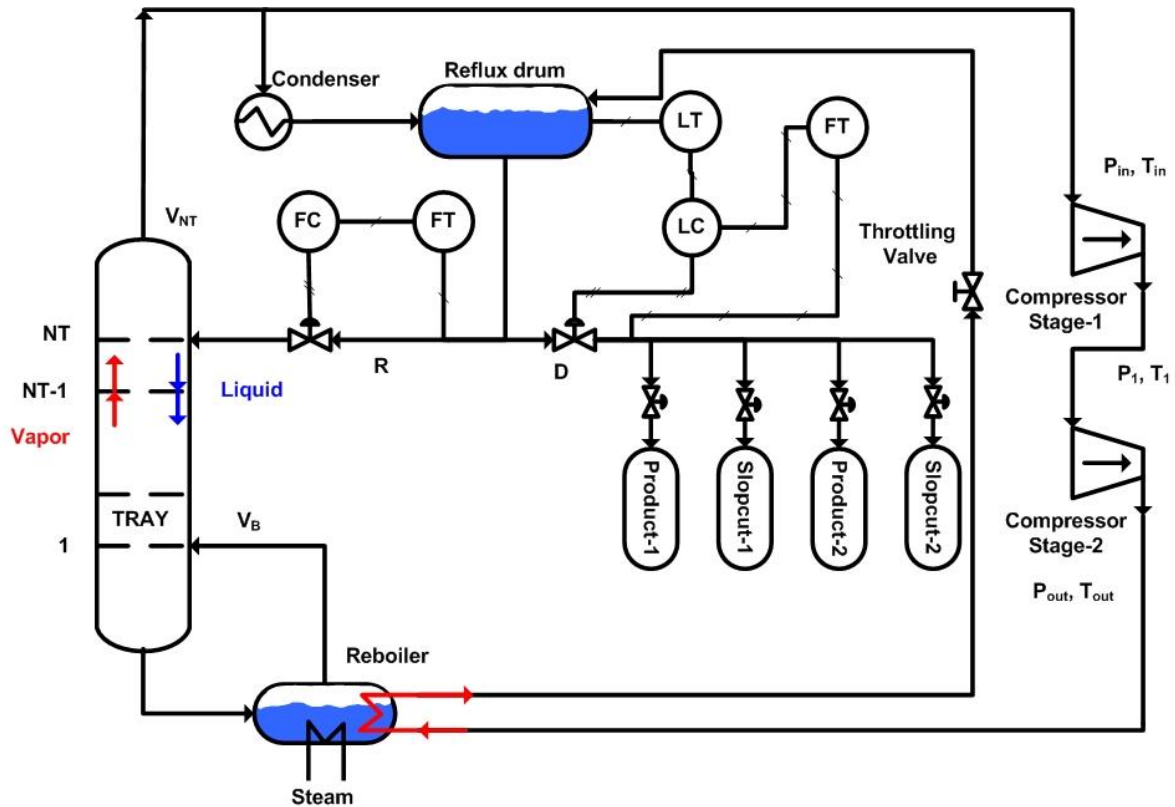 Condenser
Reflux drum
LT
FT
P_in, T_in
V_NT
FC
FT
LC
Throttling
Valve
Compressor
Stage-1
NT
R
D
NT-1
Liquid
P_1, T_1
Vapor
Product-1
Slopcut-1
Product-2
Slopcut-2
TRAY
V_B
1
Compressor
Stage-2
P_out, T_out
Reboiler
Steam